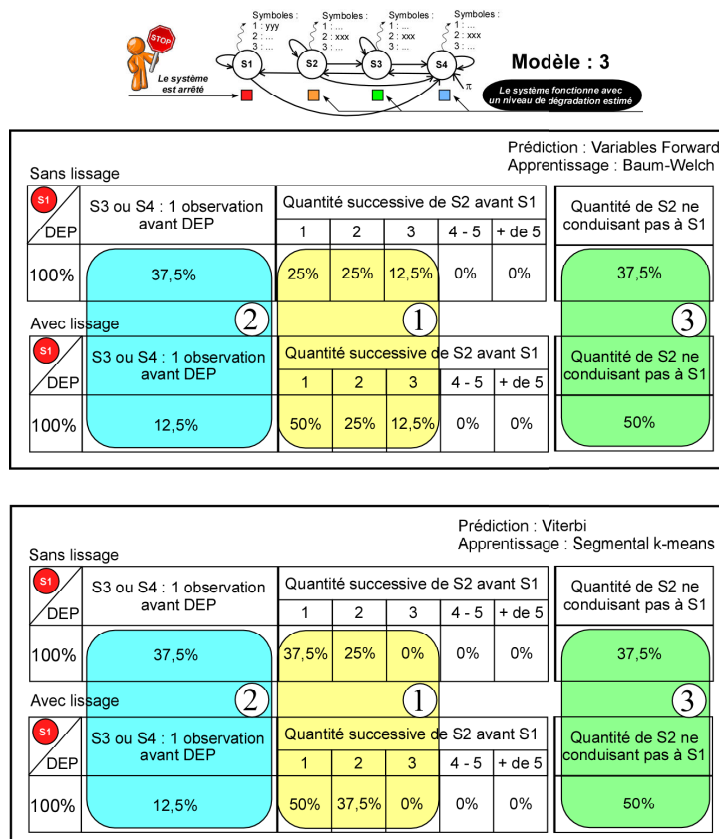 Symboles :
1 : yyy
2 : ...
3 : ...
Symboles :
1 : ...
2 : xxx
3 : ...
Symboles :
1 : ...
2 : xxx
3 : ...
Symboles :
1 : ...
2 : xxx
3 : ...
STOP
S1
S2
S3
S4
π
Modèle : 3
Le système
est arrêté
Le système fonctionne avec
un niveau de dégradation estimé
Prédiction : Variables Forward
Apprentissage : Baum-Welch
Sans lissage
S1
DEP
S3 ou S4 : 1 observation
avant DEP
Quantité successive de S2 avant S1
1 2 3 4 - 5 + de 5
Quantité de S2 ne
conduisant pas à S1
100% 37,5% 25% 25% 12,5% 0% 0% 37,5%
Avec lissage
2 1 3
S1
DEP
S3 ou S4 : 1 observation
avant DEP
Quantité successive de S2 avant S1
1 2 3 4 - 5 + de 5
Quantité de S2 ne
conduisant pas à S1
100% 12,5% 50% 25% 12,5% 0% 0% 50%
Prédiction : Viterbi
Apprentissage : Segmental k-means
Sans lissage
S1
DEP
S3 ou S4 : 1 observation
avant DEP
Quantité successive de S2 avant S1
1 2 3 4 - 5 + de 5
Quantité de S2 ne
conduisant pas à S1
100% 37,5% 37,5% 25% 0% 0% 0% 37,5%
Avec lissage
2 1 3
S1
DEP
S3 ou S4 : 1 observation
avant DEP
Quantité successive de S2 avant S1
1 2 3 4 - 5 + de 5
Quantité de S2 ne
conduisant pas à S1
100% 12,5% 50% 37,5% 0% 0% 0% 50%